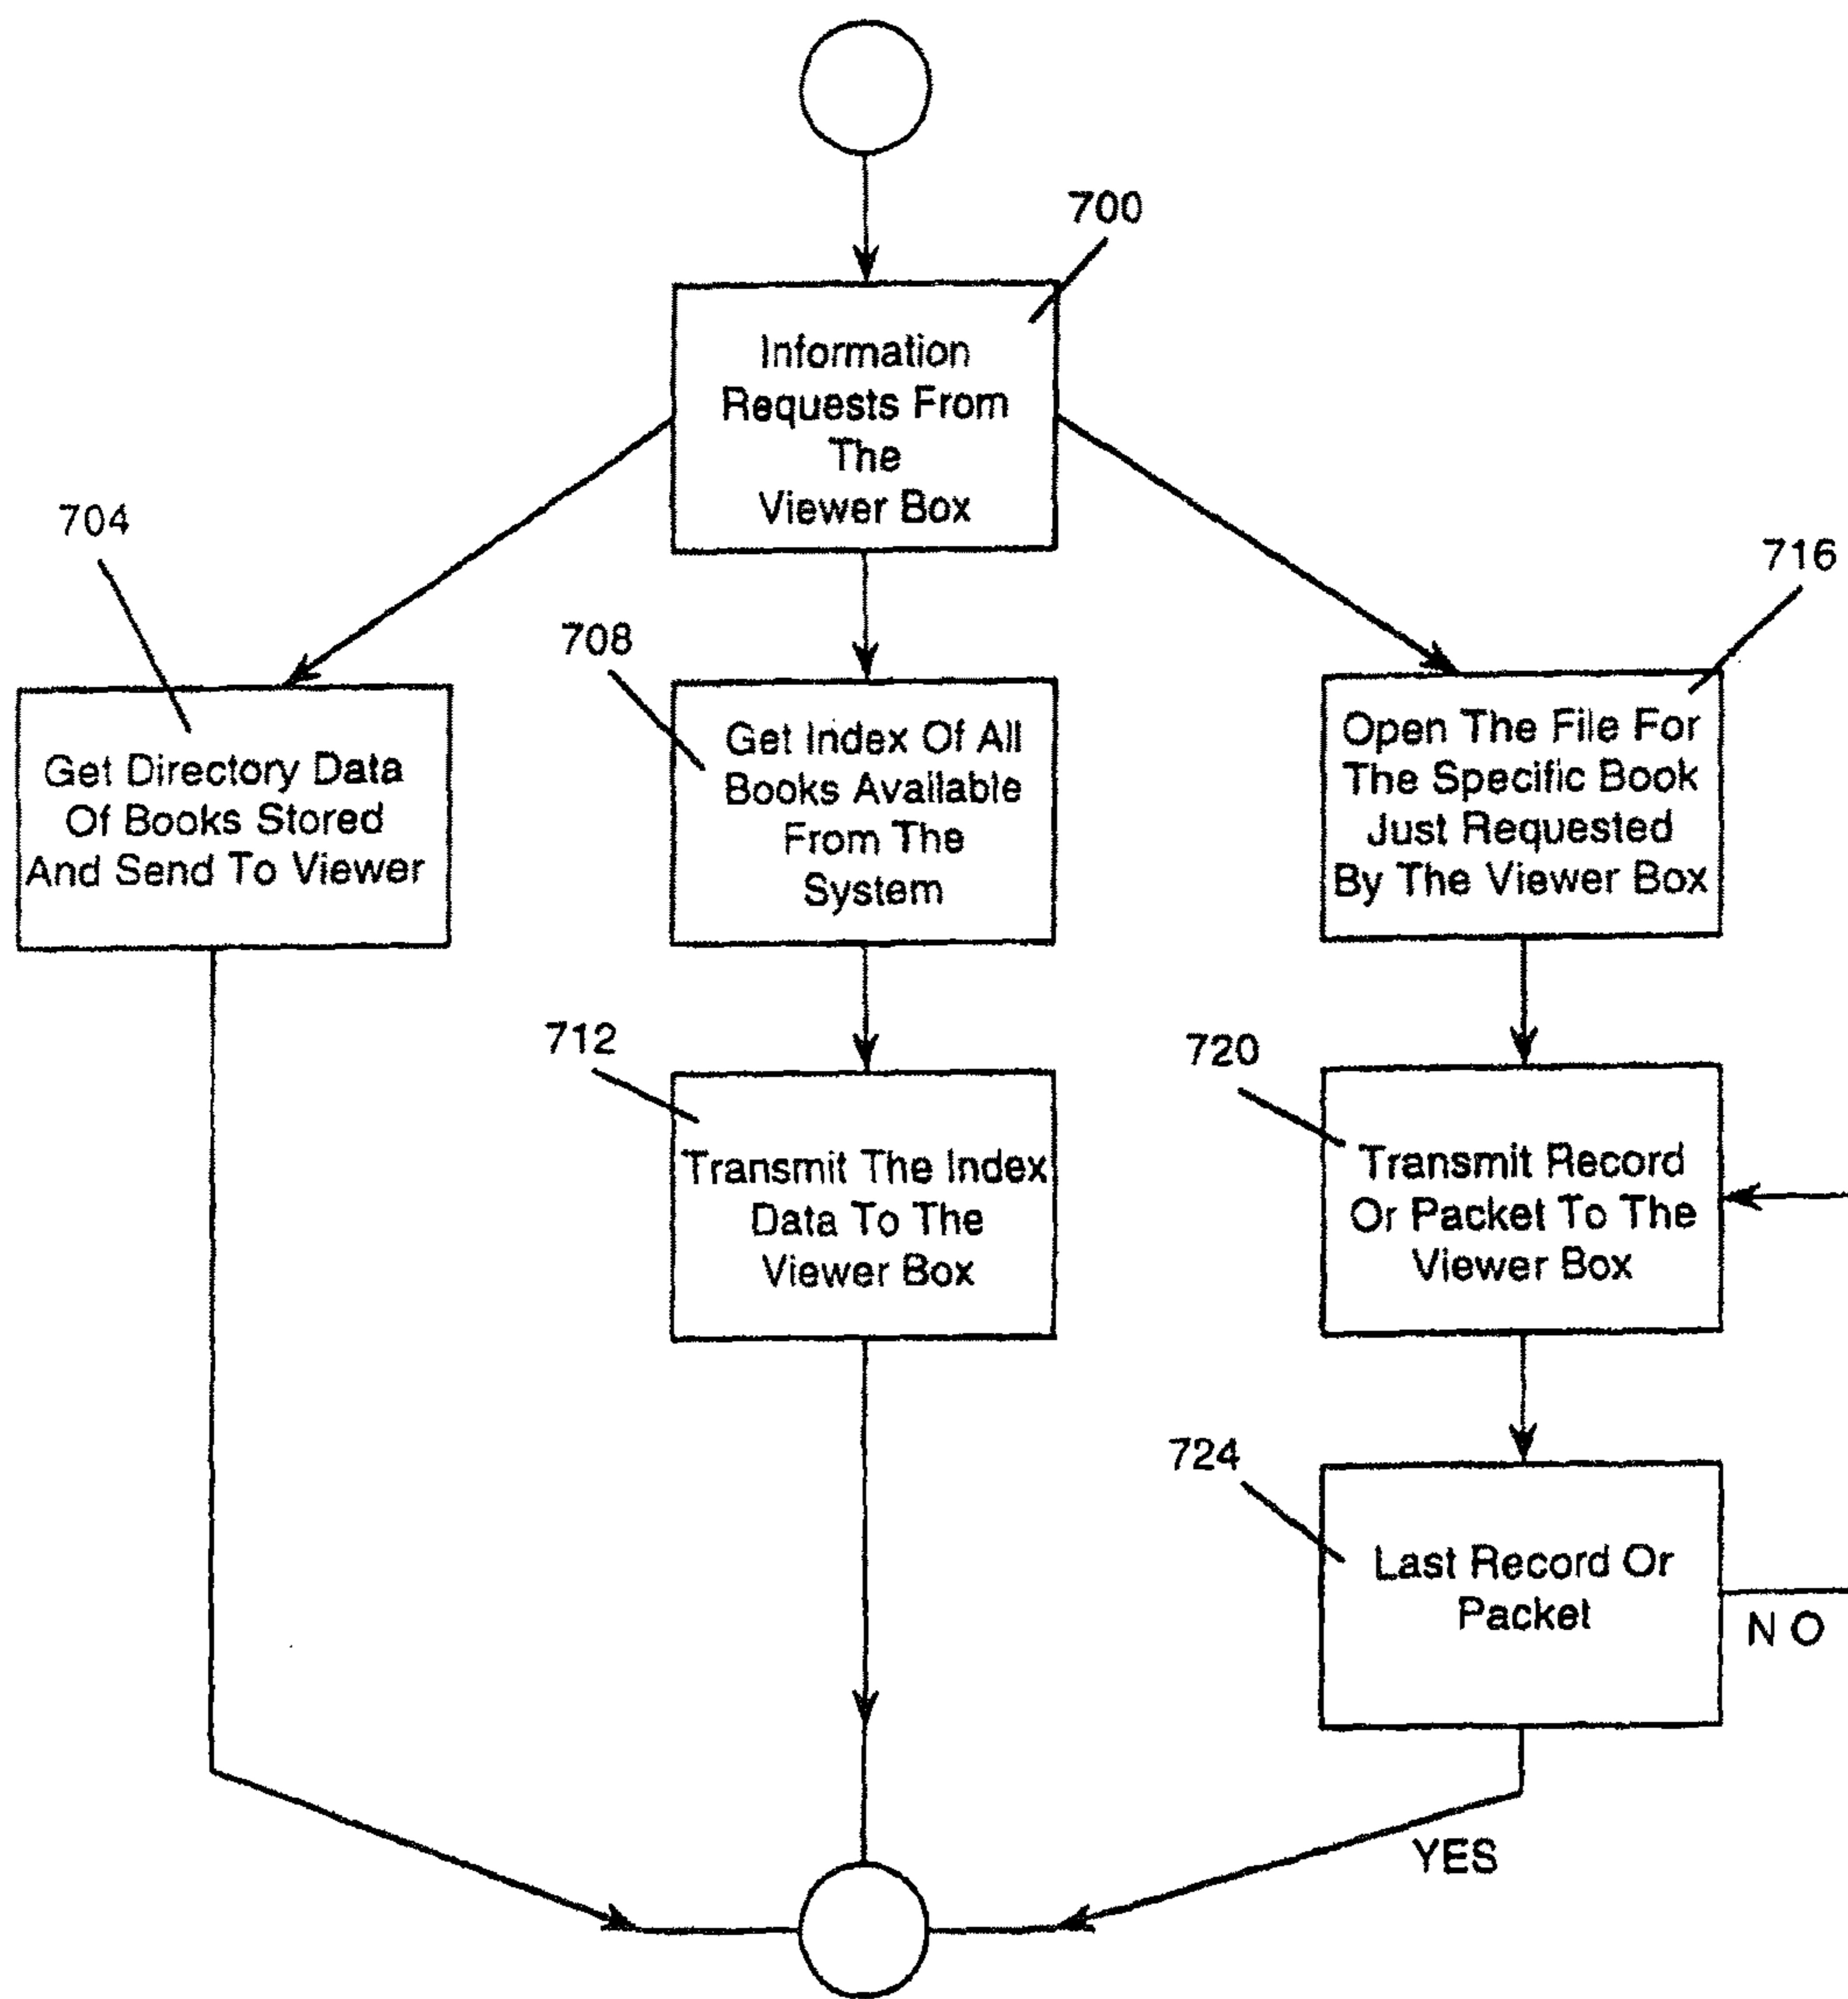 700
Information
Requests From
The
Viewer Box
704
Get Directory Data
Of Books Stored
And Send To Viewer
708
Get Index Of All
Books Available
From The
System
716
Open The File For
The Specific Book
Just Requested
By The Viewer Box
712
Transmit The Index
Data To The
Viewer Box
720
Transmit Record
Or Packet To The
Viewer Box
724
Last Record Or
Packet
NO
YES